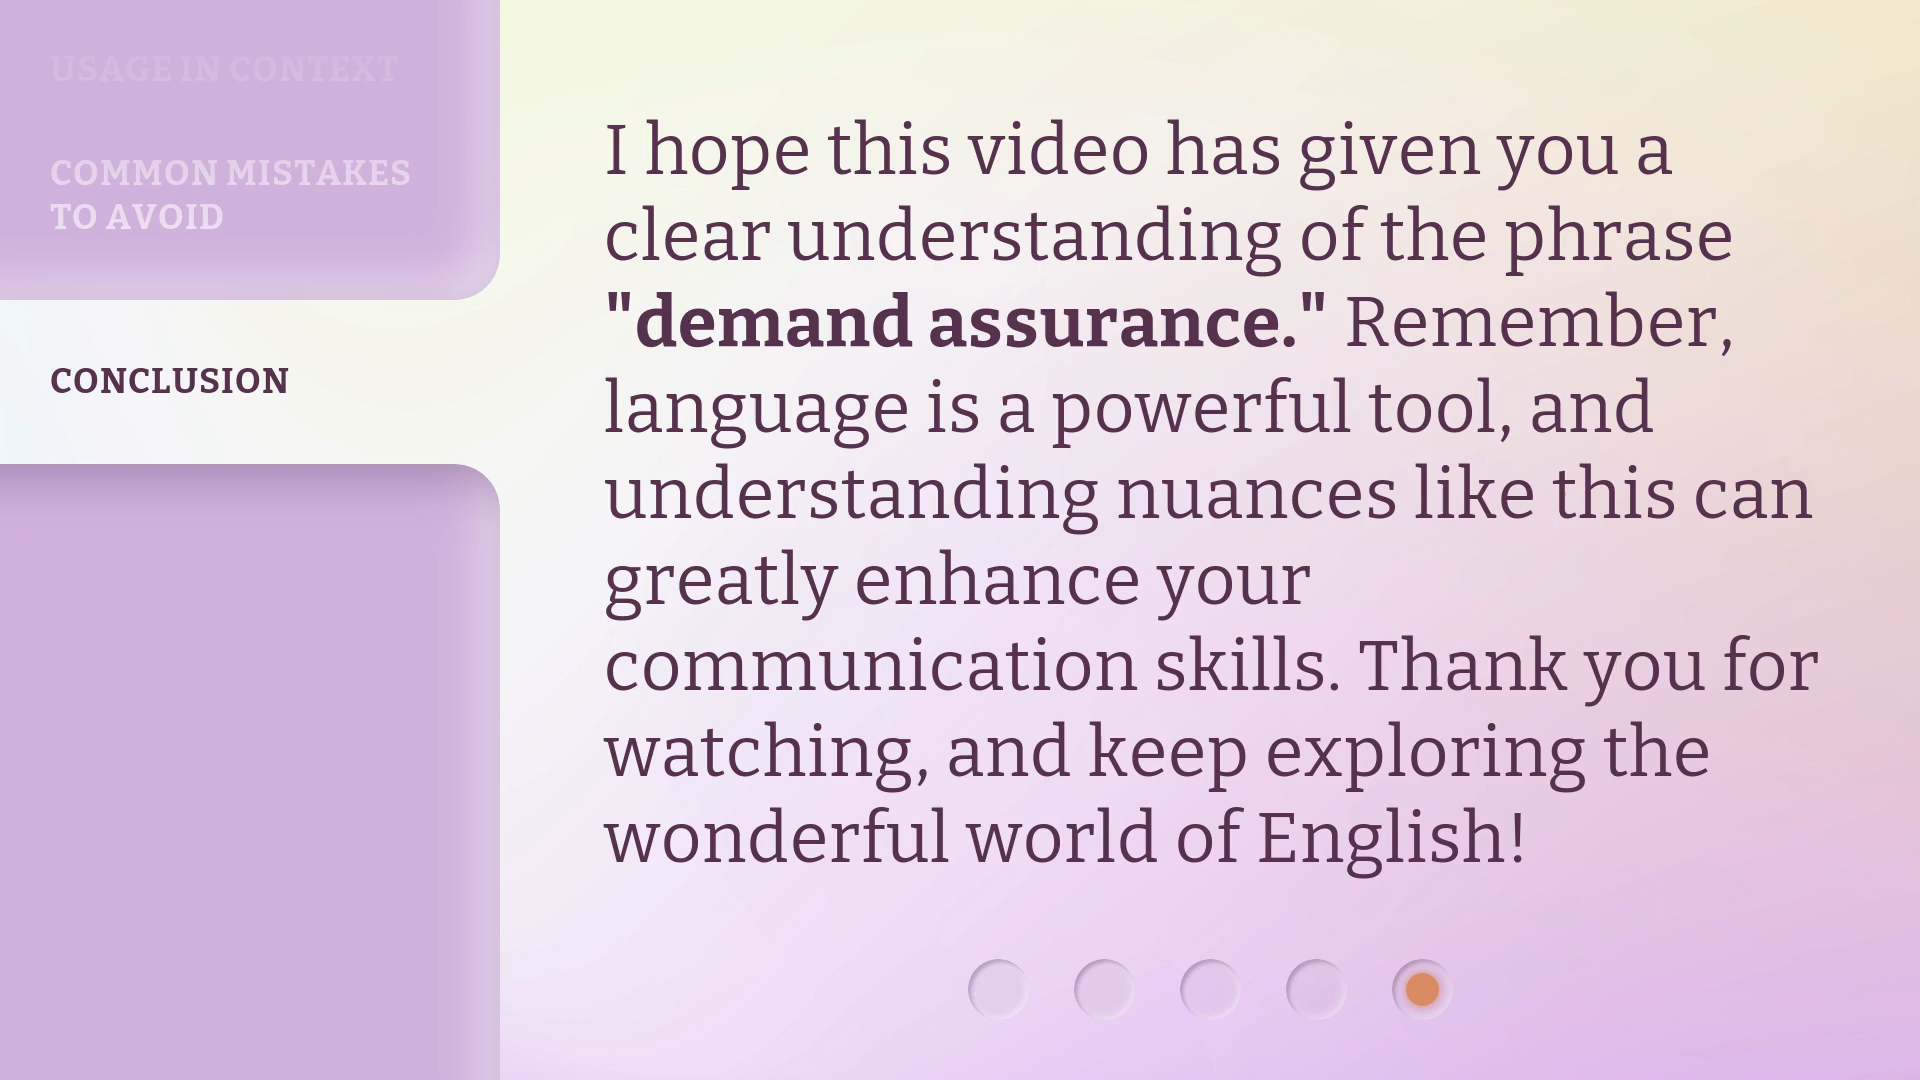 USAGE IN CONTEXT
COMMON MISTAKES
TO AVOID
CONCLUSION
I hope this video has given you a
clear understanding of the phrase
"demand assurance." Remember,
language is a powerful tool, and
understanding nuances like this can
greatly enhance your
communication skills. Thank you for
watching, and keep exploring the
wonderful world of English!